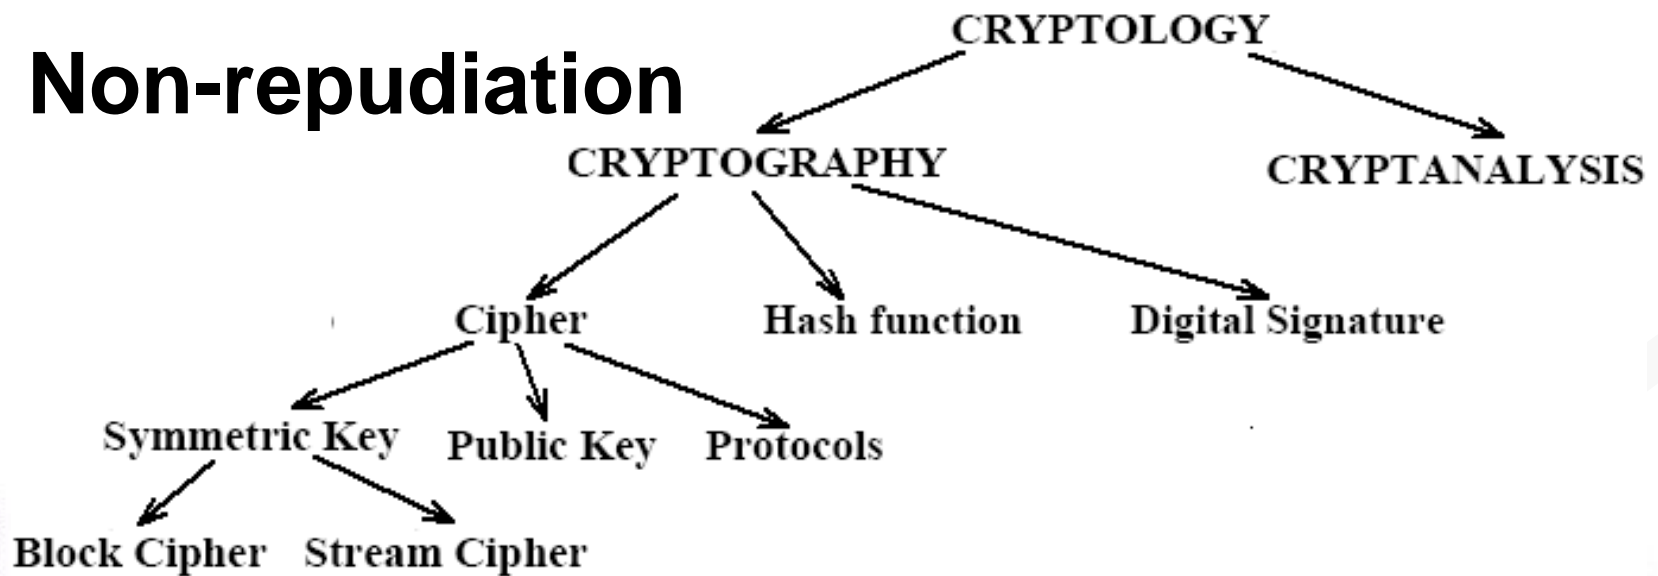 CRYPTOLOGY
Non-repudiation
CRYPTOGRAPHY
CRYPTANALYSIS
Cipher
Hash function
Digital Signature
Symmetric Key
Public Key
Protocols
Block Cipher
Stream Cipher